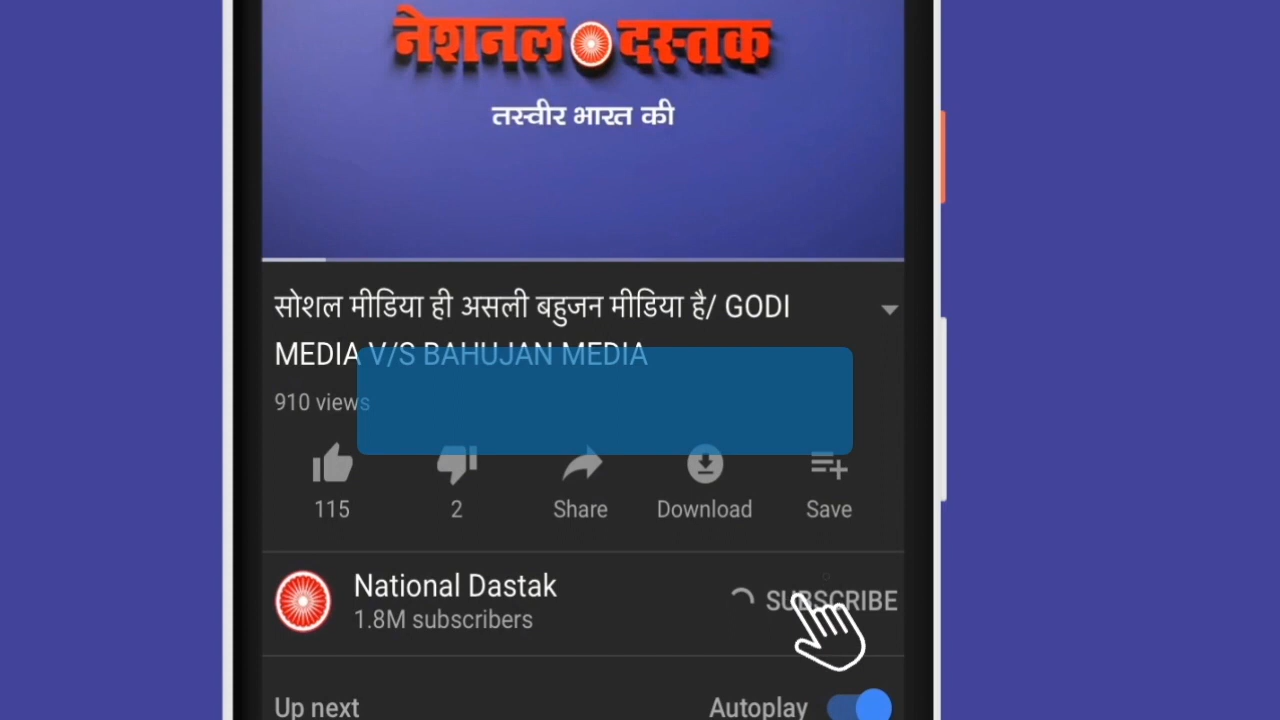 नेशनल दस्तक
तस्वीर भारत की
सोशल मीडिया ही असली बहुजन मीडिया है/ GODI
MEDIA V/S BAHUJAN MEDIA
910 views
115
2
Share
Download
Save
National Dastak
SUBSCRIBE
1.8M subscribers
Up next
Autoplay